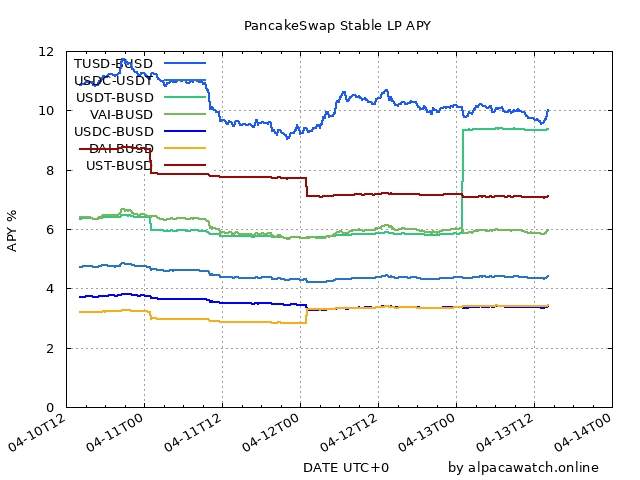 PancakeSwap Stable LP APY
12
10
8
6
4
2
0
APY %
TUSD-BUSD
USDC-USDT
USDT-BUSD
VAI-BUSD
USDC-BUSD
DAI-BUSD
UST-BUSD
04-10T12
04-11T00
04-11T12
04-12T00
04-12T12
04-13T00
04-13T12
04-14T00
DATE UTC+0
by alpacawatch.online